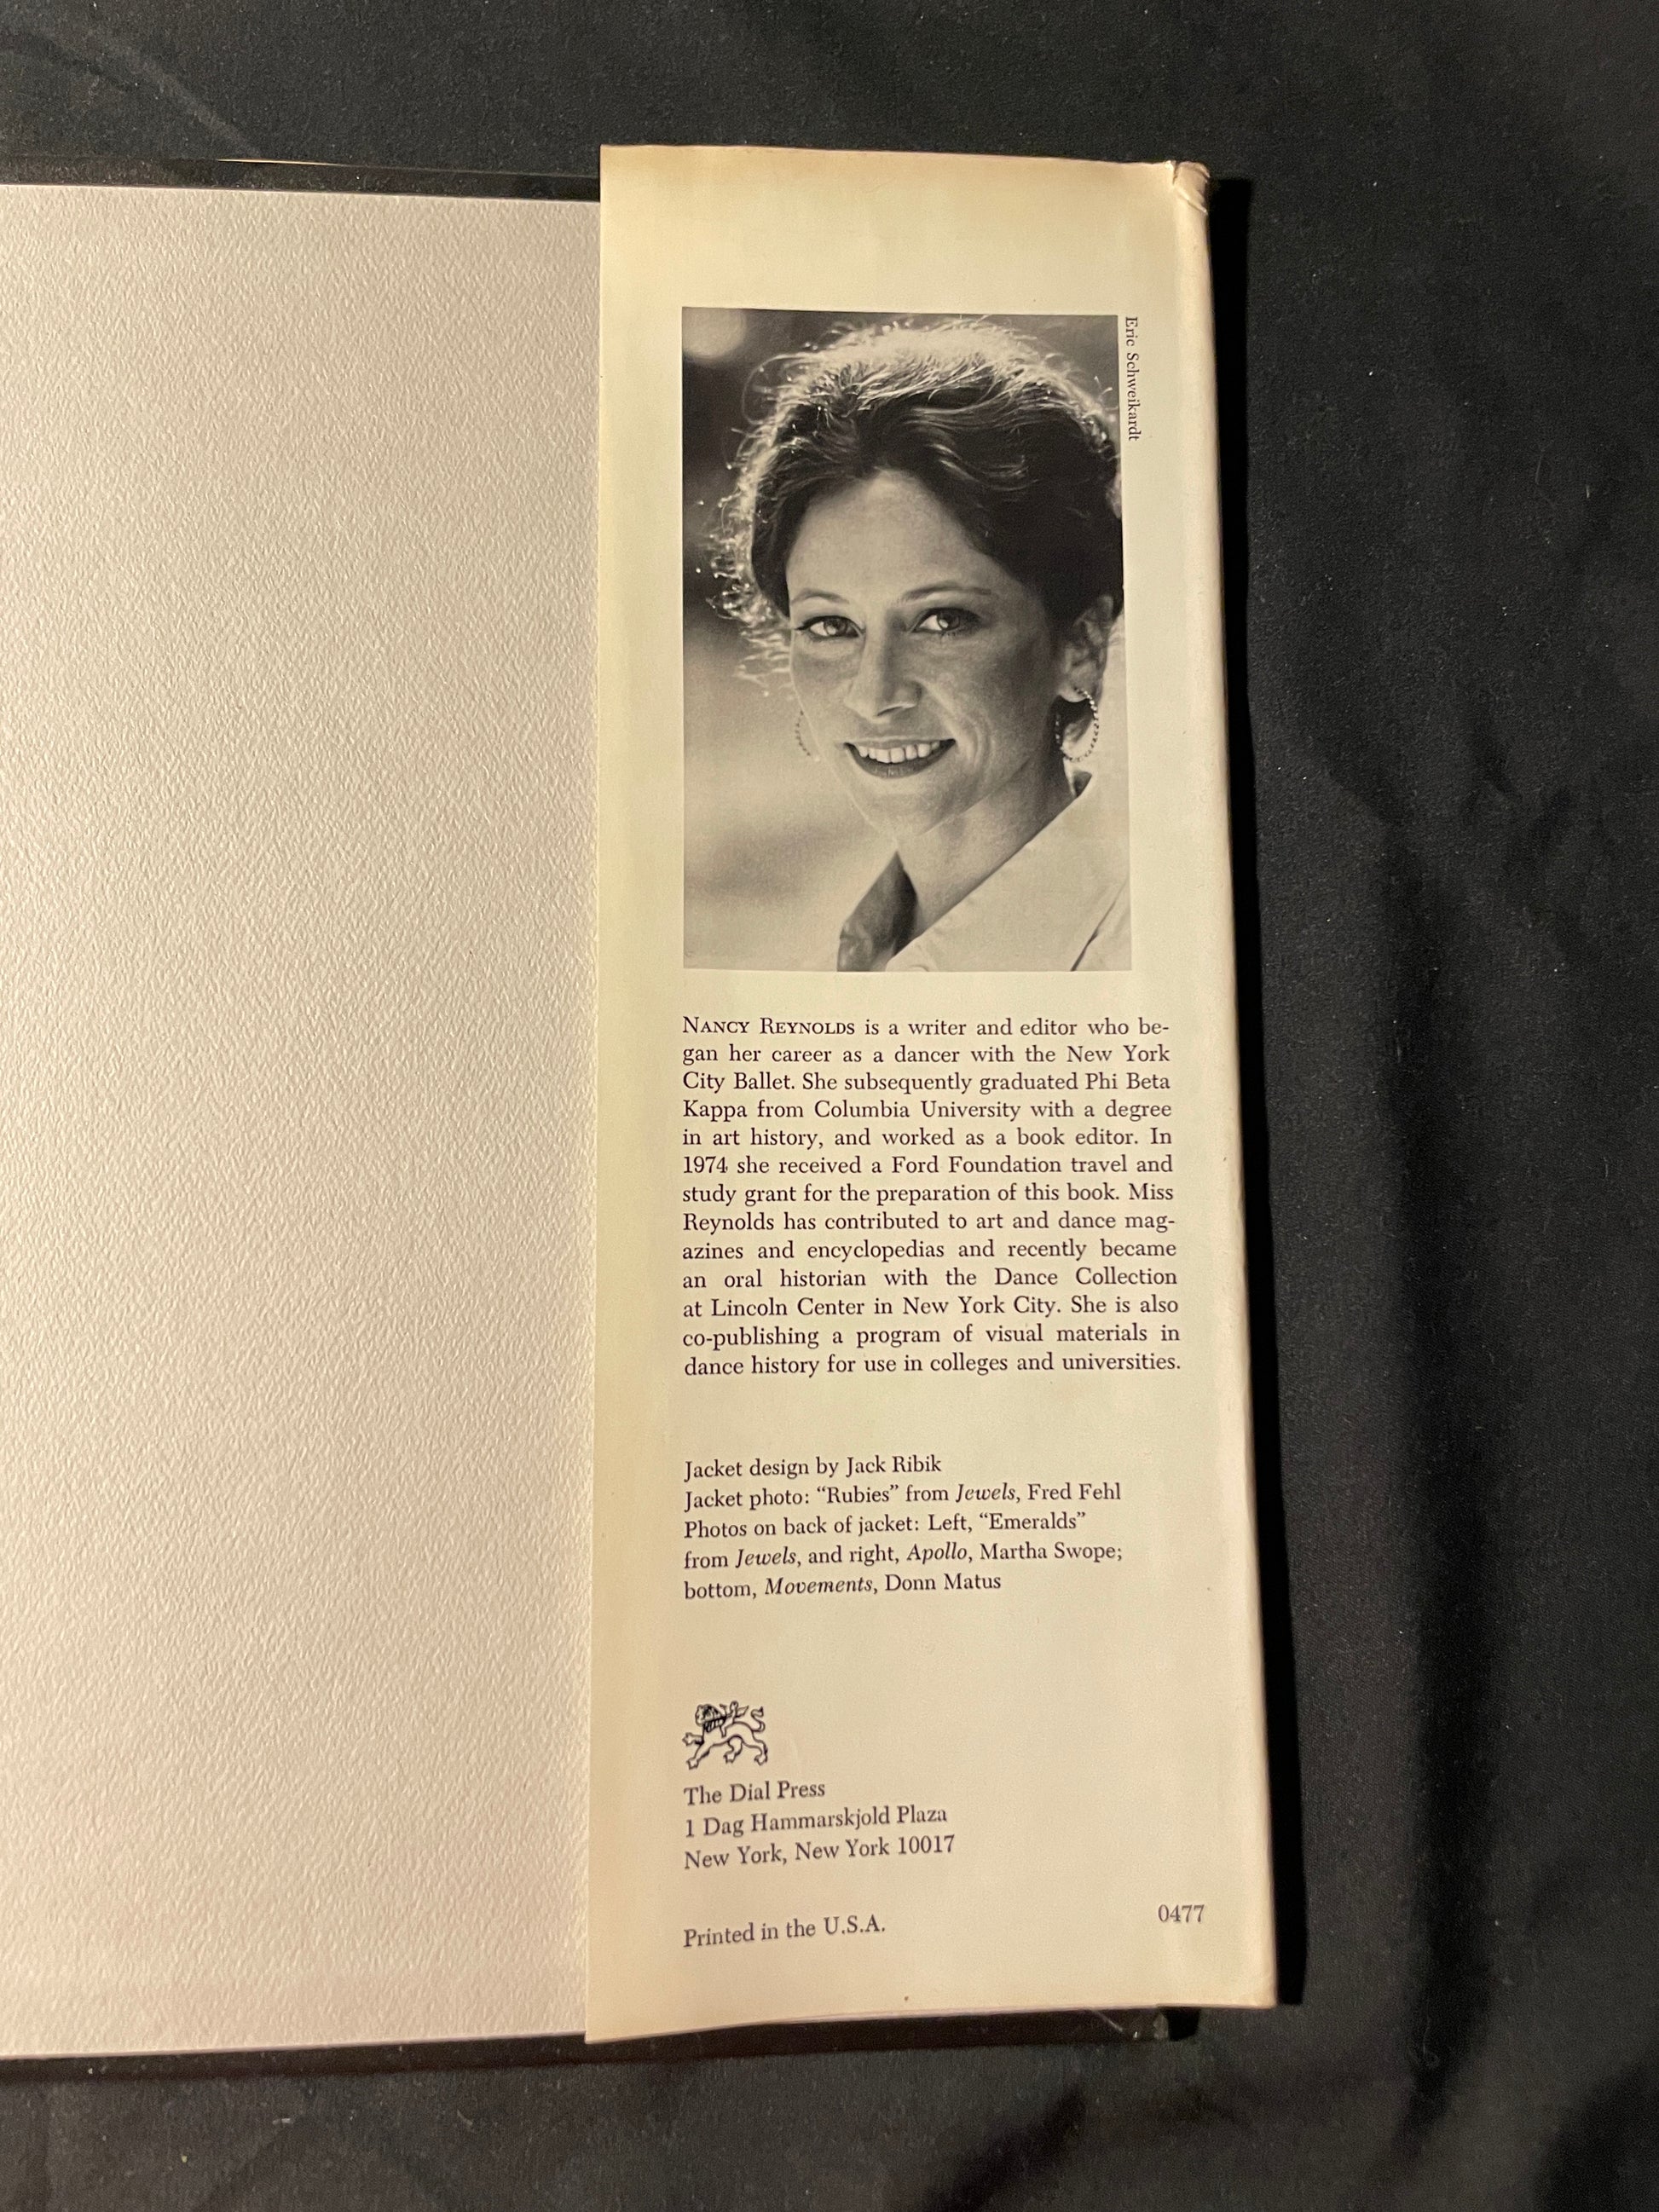 Eric Schweikardt
NANCY REYNOLDS is a writer and editor who be-
gan her career as a dancer with the New York
City Ballet. She subsequently graduated Phi Beta
Kappa from Columbia University with a degree
in art history, and worked as a book editor. In
1974 she received a Ford Foundation travel and
study grant for the preparation of this book. Miss
Reynolds has contributed to art and dance mag-
azines and encyclopedias and recently became
an oral historian with the Dance Collection
at Lincoln Center in New York City. She is also
co-publishing a program of visual materials in
dance history for use in colleges and universities.
Jacket design by Jack Ribik
Jacket photo: “Rubies” from Jewels, Fred Fehl
Photos on back of jacket: Left, “Emeralds”
from Jewels, and right, Apollo, Martha Swope;
bottom, Movements, Donn Matus
The Dial Press
1 Dag Hammarskjold Plaza
New York, New York 10017
Printed in the U.S.A.
0477